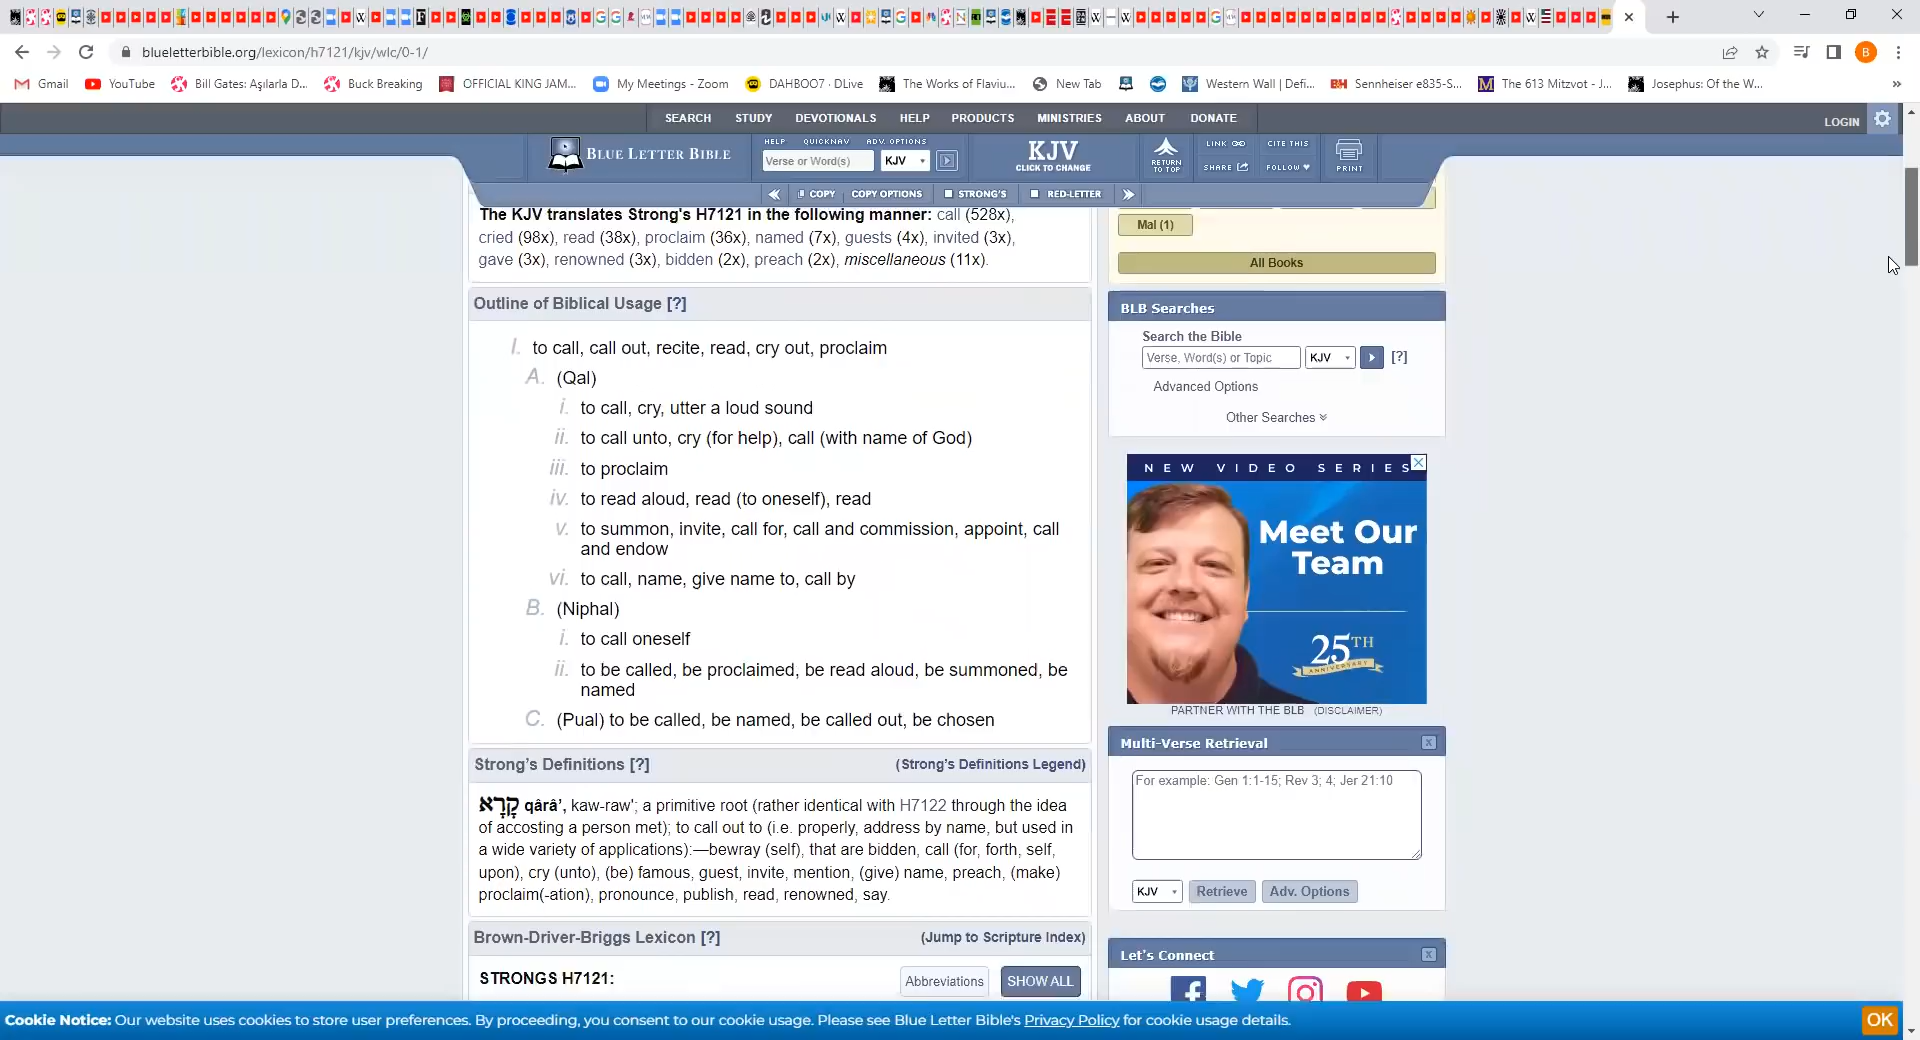 blueletterbible.org/lexicon/h7121/kjv/wlc/0-1/
Gmail YouTube Bill Gates: Aşılarla D... Buck Breaking OFFICIAL KING JAM... My Meetings - Zoom DAHBOO7 · DLive The Works of Flaviu... New Tab Western Wall | Defi... Sennheiser e835-S... The 613 Mitzvot - J... Josephus: Of the W... »
SEARCH STUDY DEVOTIONALS HELP PRODUCTS MINISTRIES ABOUT DONATE
LOGIN
BLUE LETTER BIBLE
HELP QUICKNAV ADV. OPTIONS
Verse or Word(s) KJV
KJV
CLICK TO CHANGE
RETURN
TO TOP
LINK CITE THIS
SHARE FOLLOW
PRINT
COPY COPY OPTIONS STRONG'S RED-LETTER
The KJV translates Strong's H7121 in the following manner: call (528x),
cried (98x), read (38x), proclaim (36x), named (7x), guests (4x), invited (3x),
gave (3x), renowned (3x), bidden (2x), preach (2x), miscellaneous (11x).
Outline of Biblical Usage [?]
I. to call, call out, recite, read, cry out, proclaim
A. (Qal)
i. to call, cry, utter a loud sound
ii. to call unto, cry (for help), call (with name of God)
iii. to proclaim
iv. to read aloud, read (to oneself), read
v. to summon, invite, call for, call and commission, appoint, call
and endow
vi. to call, name, give name to, call by
B. (Niphal)
i. to call oneself
ii. to be called, be proclaimed, be read aloud, be summoned, be
named
C. (Pual) to be called, be named, be called out, be chosen
Strong's Definitions [?] (Strong's Definitions Legend)
קָרָא qârâʼ, kaw-raw'; a primitive root (rather identical with H7122 through the idea
of accosting a person met); to call out to (i.e. properly, address by name, but used in
a wide variety of applications):—bewray (self), that are bidden, call (for, forth, self,
upon), cry (unto), (be) famous, guest, invite, mention, (give) name, preach, (make)
proclaim(-ation), pronounce, publish, read, renowned, say.
Brown-Driver-Briggs Lexicon [?] (Jump to Scripture Index)
STRONGS H7121: Abbreviations SHOW ALL
Mal (1)
All Books
BLB Searches
Search the Bible
Verse, Word(s) or Topic KJV [?]
Advanced Options
Other Searches
NEW VIDEO SERIES
Meet Our
Team
25TH
ANNIVERSARY
PARTNER WITH THE BLB (DISCLAIMER)
Multi-Verse Retrieval
For example: Gen 1:1-15; Rev 3; 4; Jer 21:10
KJV Retrieve Adv. Options
Let's Connect
Cookie Notice: Our website uses cookies to store user preferences. By proceeding, you consent to our cookie usage. Please see Blue Letter Bible's Privacy Policy for cookie usage details. OK